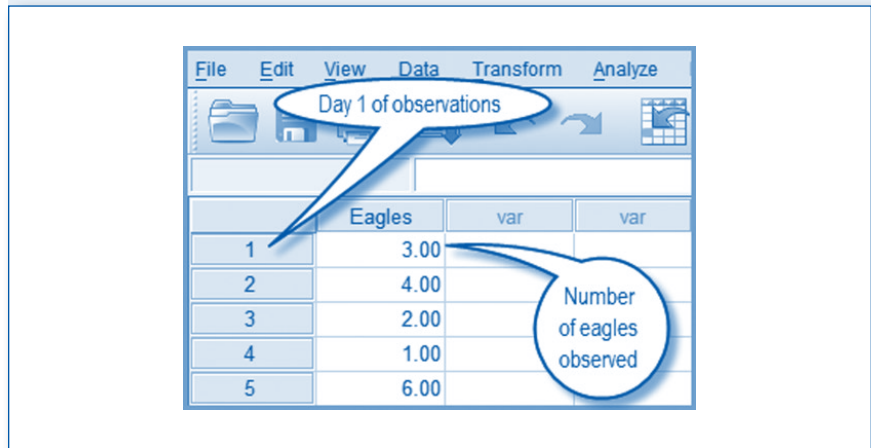 File Edit View Data Transform Analyze
Day 1 of observations
Eagles var var
1 3.00
2 4.00
3 2.00
4 1.00
5 6.00
Number
of eagles
observed